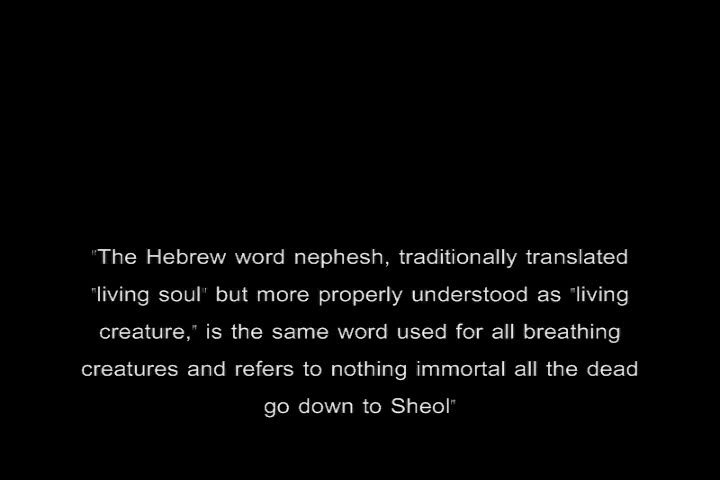 "The Hebrew word nephesh, traditionally translated
"living soul" but more properly understood as "living
creature," is the same word used for all breathing
creatures and refers to nothing immortal all the dead
go down to Sheol"